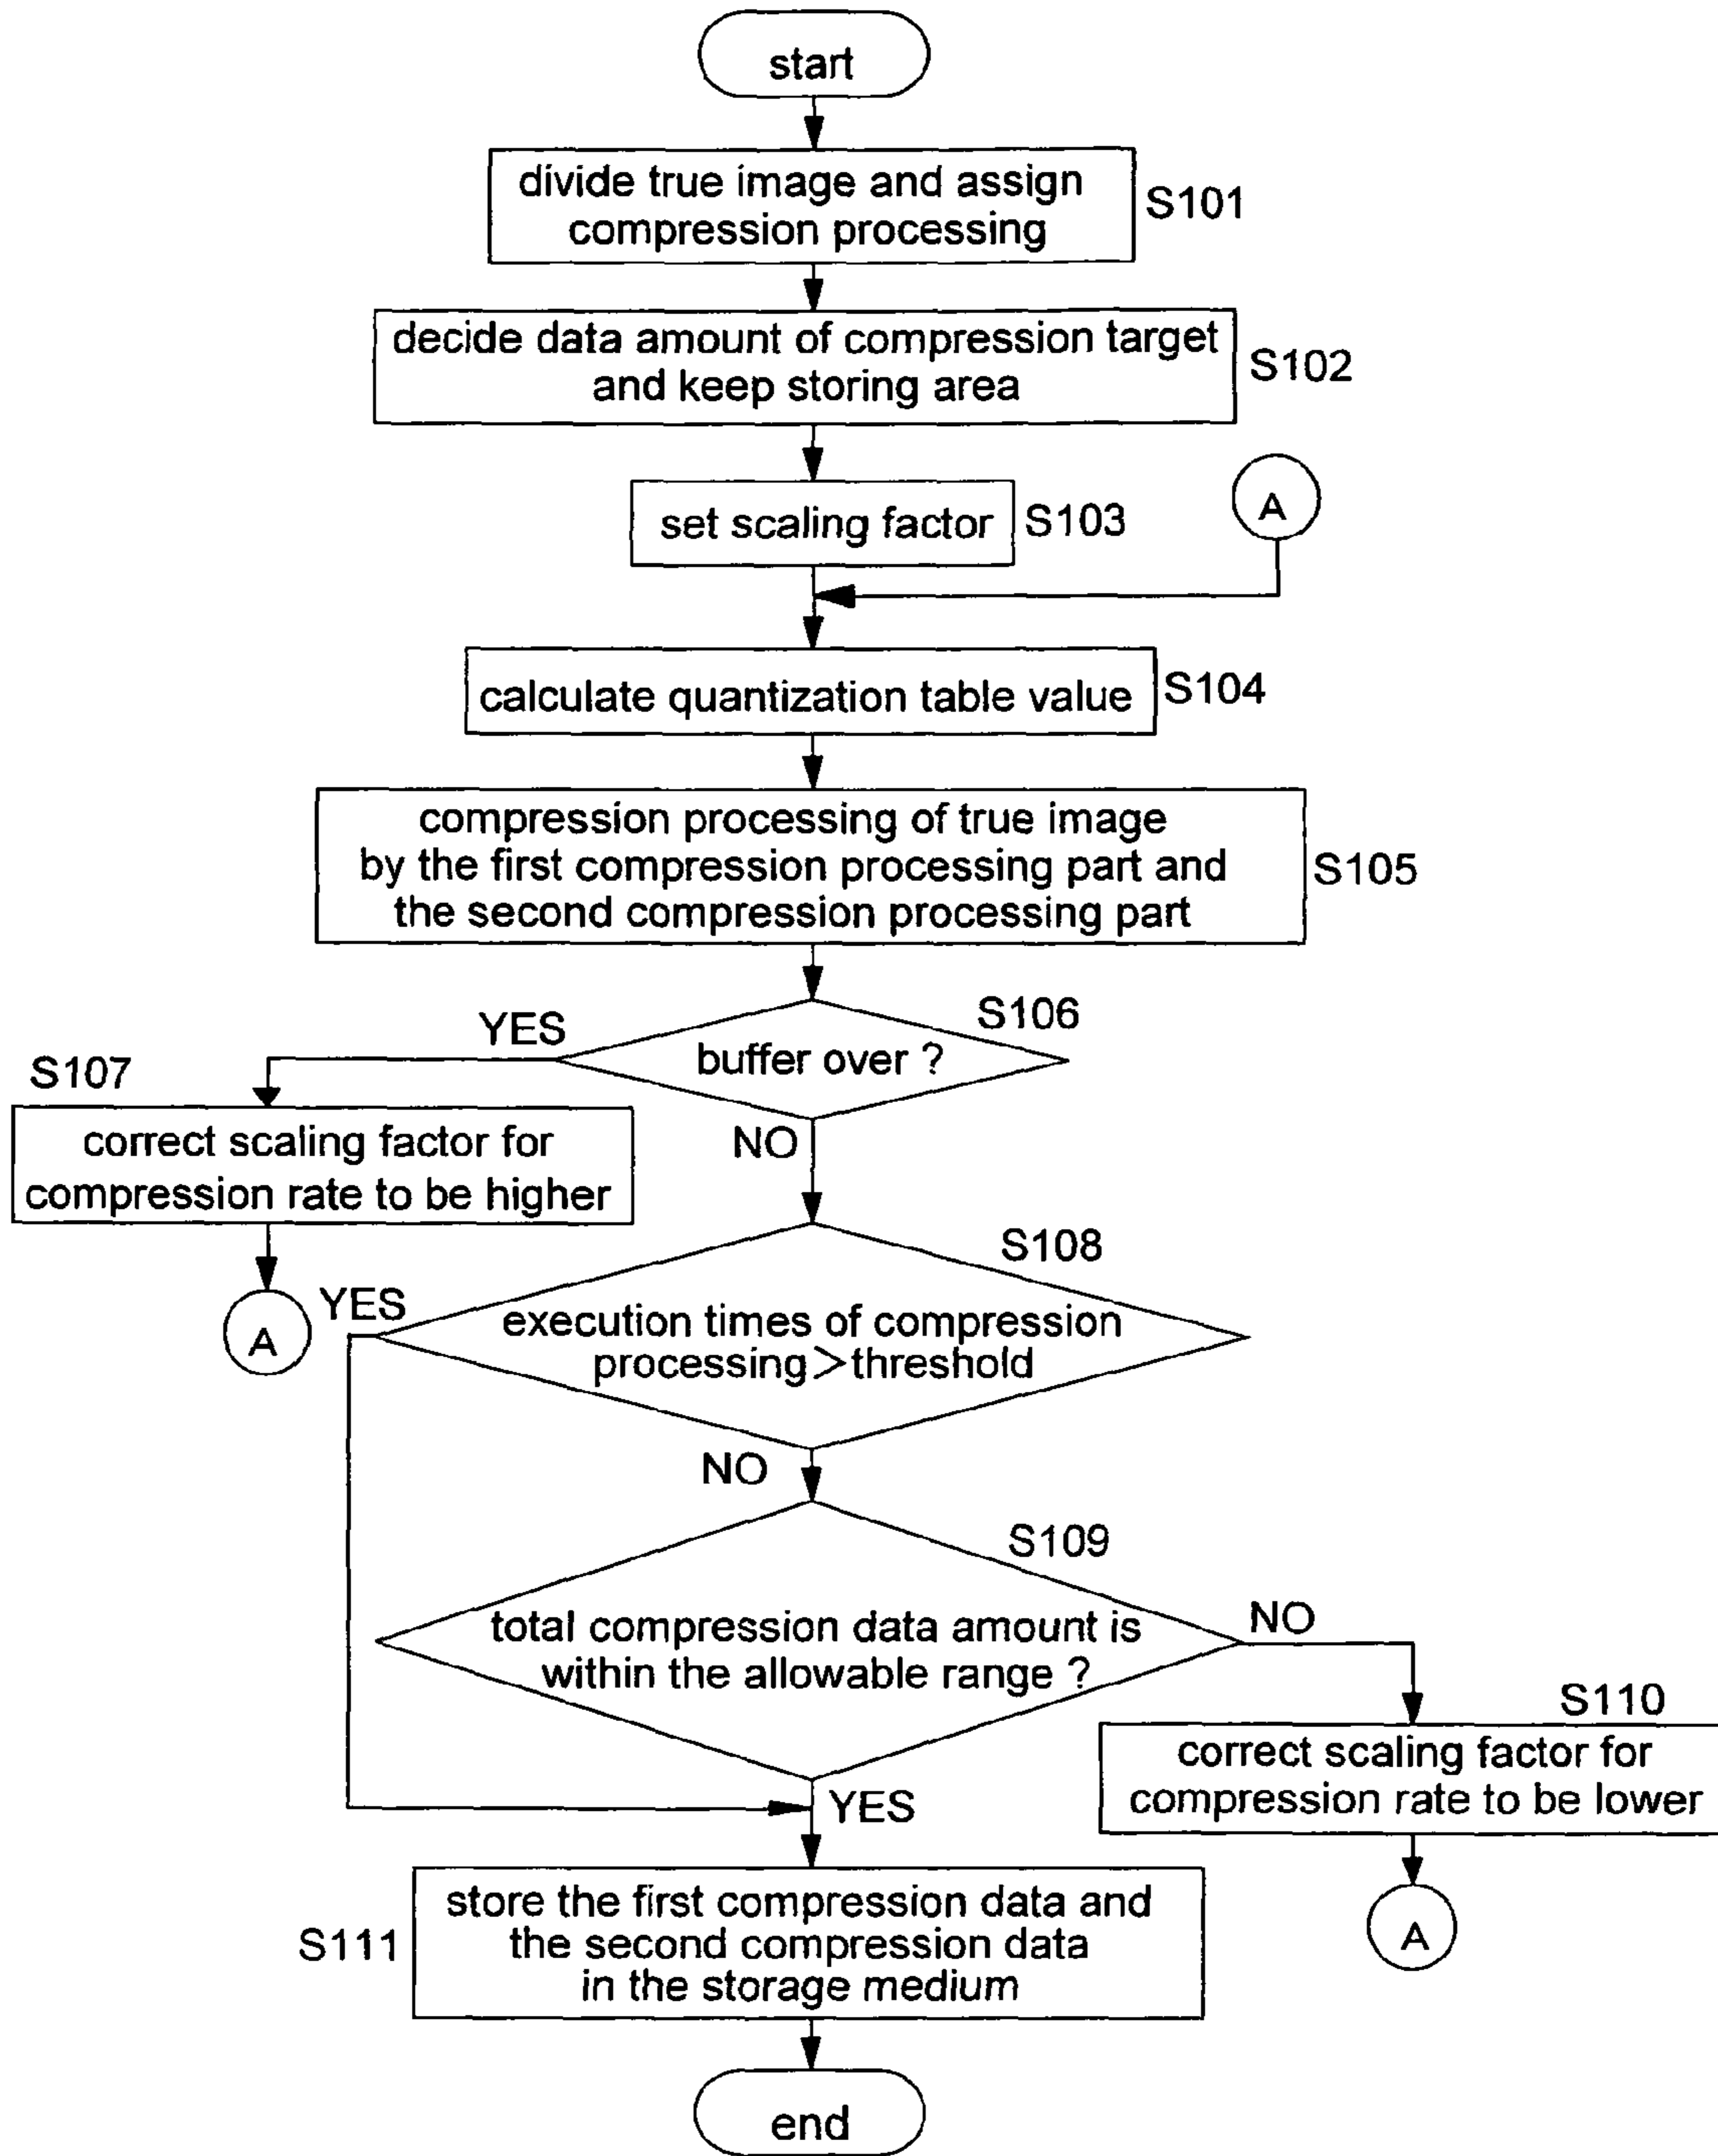 start
divide true image and assign
compression processing
S101
decide data amount of compression target
and keep storing area
S102
set scaling factor
S103
A
calculate quantization table value
S104
compression processing of true image
by the first compression processing part and
the second compression processing part
S105
S106
YES
buffer over ?
NO
S107
correct scaling factor for
compression rate to be higher
A
S108
YES
execution times of compression
processing>threshold
NO
S109
total compression data amount is
within the allowable range ?
NO
YES
S110
correct scaling factor for
compression rate to be lower
A
S111
store the first compression data and
the second compression data
in the storage medium
end